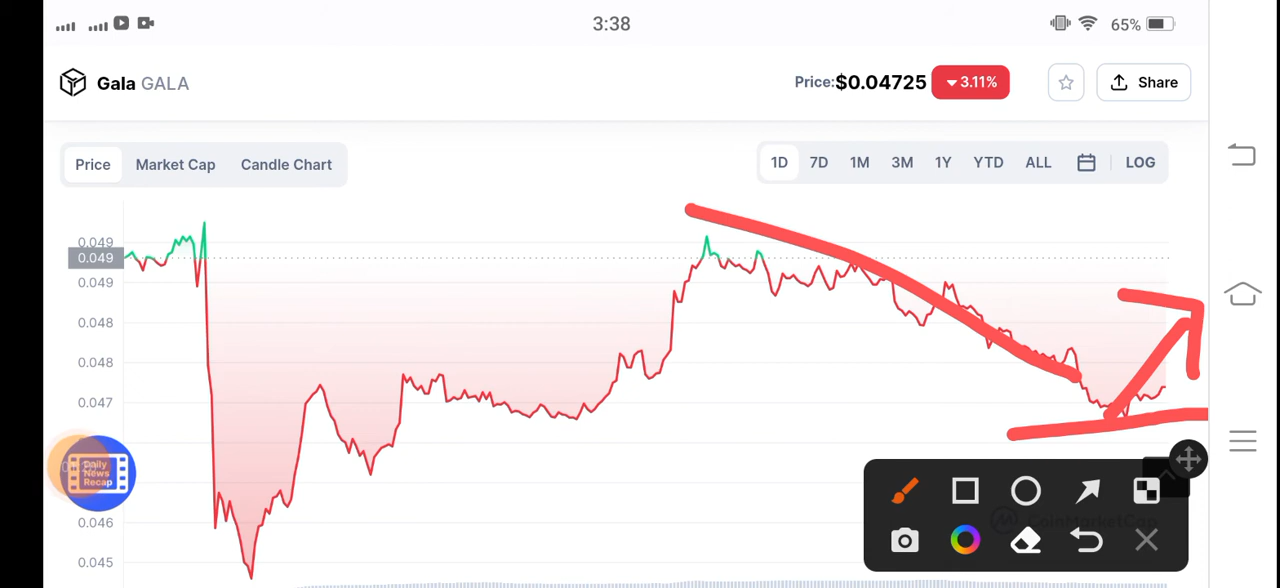 3:38
65%
Gala GALA
Price:$0.04725 3.11%
Share
Price Market Cap Candle Chart
1D 7D 1M 3M 1Y YTD ALL LOG
0.049
0.049
0.049
0.048
0.048
0.047
0.046
0.045
Daily
News
Recap
CoinMarketCap